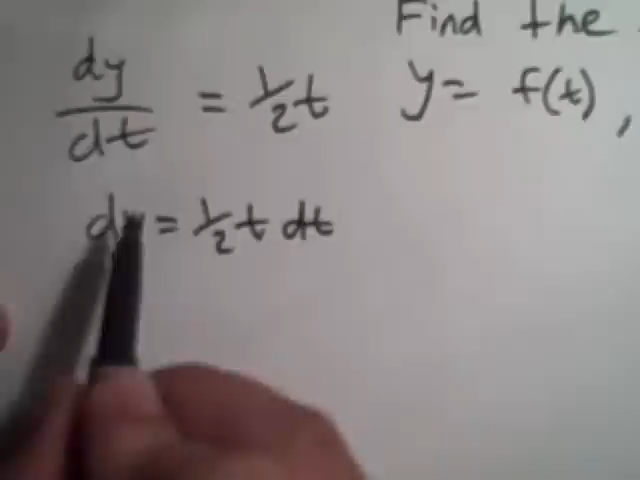 Find the
dy/dt = 1/2 t   y = f(t),
dy = 1/2 t dt